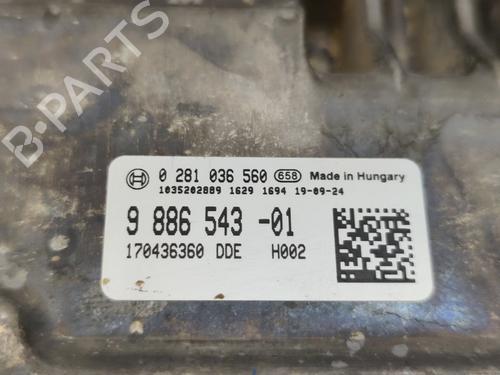 B-PARTS
0 281 036 560 658 Made in Hungary
1035202889 1629 1694 19-09-24
9 886 543 -01
170436360 DDE H002